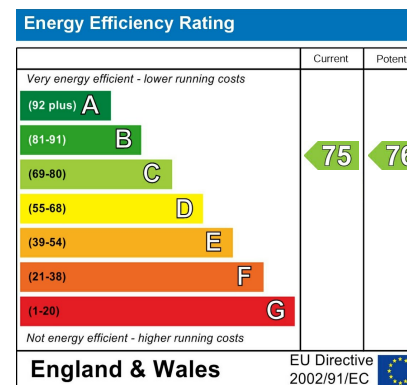 Energy Efficiency Rating
Current Potent
Very energy efficient - lower running costs
(92 plus) A
(81-91) B
(69-80) C
75 76
(55-68) D
(39-54) E
(21-38) F
(1-20) G
Not energy efficient - higher running costs
England & Wales
EU Directive
2002/91/EC